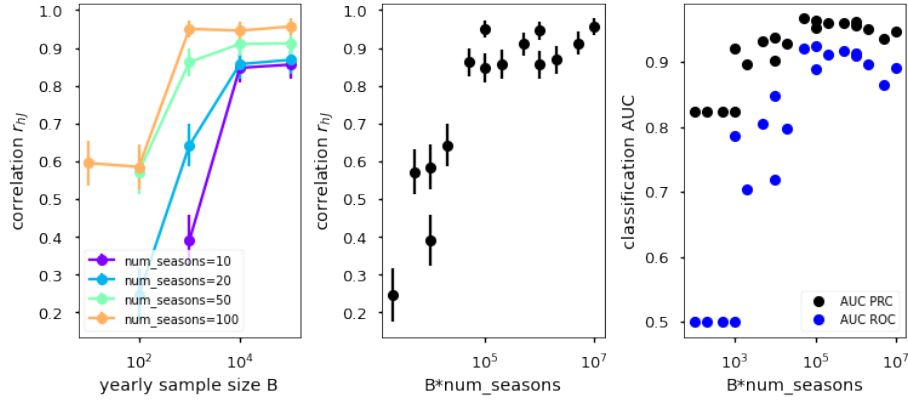 correlation r_hJ
1.0
0.9
0.8
0.7
0.6
0.5
0.4
0.3
0.2
num_seasons=10
num_seasons=20
num_seasons=50
num_seasons=100
10^2
10^4
yearly sample size B
correlation r_hJ
1.0
0.9
0.8
0.7
0.6
0.5
0.4
0.3
0.2
10^5
10^7
B*num_seasons
classification AUC
0.9
0.8
0.7
0.6
0.5
AUC PRC
AUC ROC
10^3
10^5
10^7
B*num_seasons